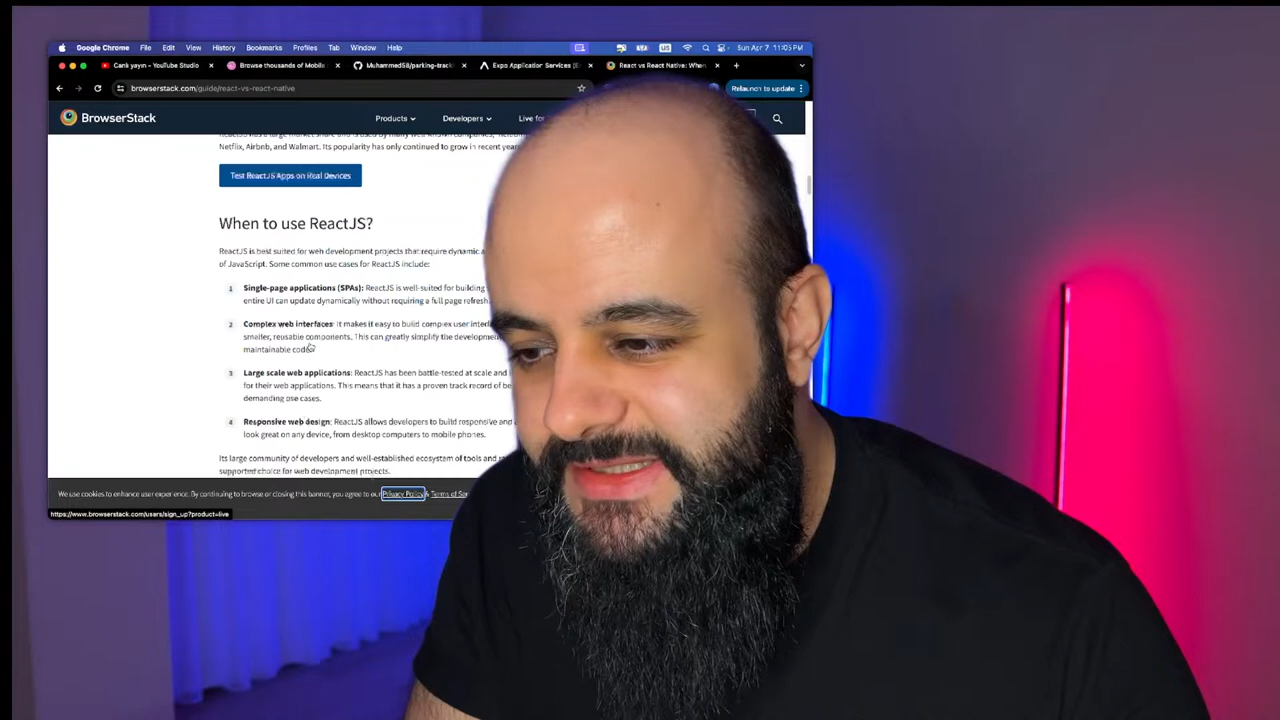 Google Chrome File Edit View History Bookmarks Profiles Tab Window Help US Sun Apr 7 11:05 PM
Canlı yayın - YouTube Studio Browse thousands of Mobile Muhammed58/parking-track Expo Application Services (E React vs React Native: When
browserstack.com/guide/react-vs-react-native Relaunch to update
BrowserStack Products Developers Live for
Netflix, Airbnb, and Walmart. Its popularity has only continued to grow in recent year
Test ReactJS Apps on Real Devices
When to use ReactJS?
ReactJS is best suited for web development projects that require dynamic a
of JavaScript. Some common use cases for ReactJS include:
1 Single-page applications (SPAs): ReactJS is well-suited for building
entire UI can update dynamically without requiring a full page refresh.
2 Complex web interfaces: It makes it easy to build complex user interf
smaller, reusable components. This can greatly simplify the development
maintainable code.
3 Large scale web applications: ReactJS has been battle-tested at scale and
for their web applications. This means that it has a proven track record of be
demanding use cases.
4 Responsive web design: ReactJS allows developers to build responsive and
look great on any device, from desktop computers to mobile phones.
Its large community of developers and well-established ecosystem of tools and
supported choice for web development projects.
We use cookies to enhance user experience. By continuing to browse or closing this banner, you agree to our Privacy Policy & Terms of Ser
https://www.browserstack.com/users/sign_up?product=live